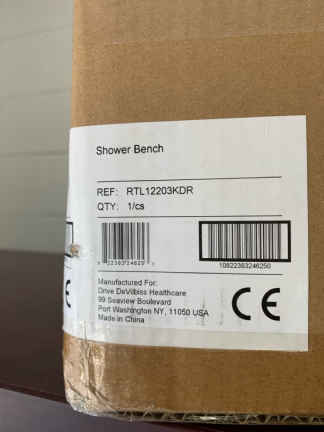 Shower Bench
REF: RTL12203KDR
QTY: 1/cs
10822383246250
Manufactured For:
Drive DeVilbiss Healthcare
99 Seaview Boulevard
Port Washington NY, 11050 USA
Made in China
CE
CE